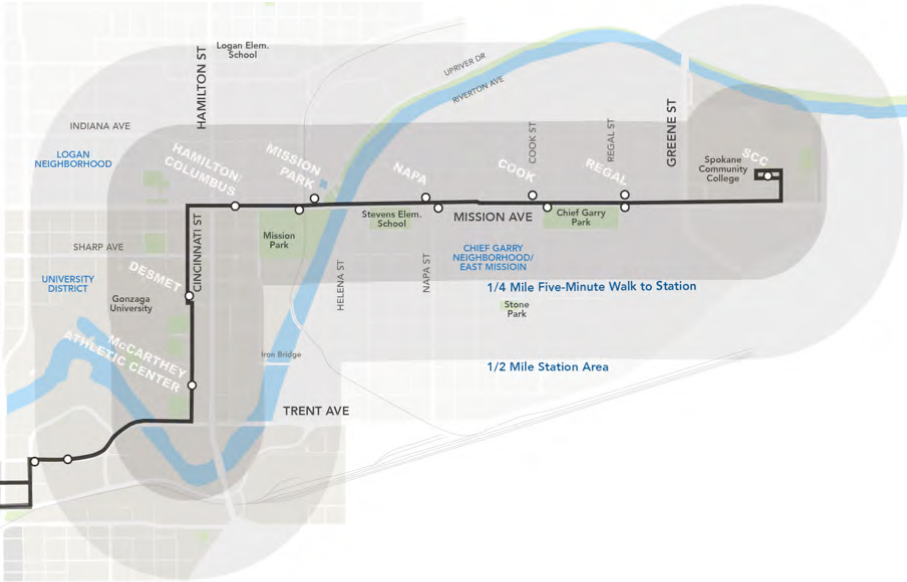 Logan Elem.
School
HAMILTON ST
UPRIVER DR
RIVERTON AVE
INDIANA AVE
GREENE ST
COOK ST
REGAL ST
LOGAN
NEIGHBORHOOD
HAMILTON/
COLUMBUS
MISSION
PARK
NAPA
COOK
REGAL
SCC
Spokane
Community
College
CINCINNATI ST
Stevens Elem.
School
MISSION AVE
Chief Garry
Park
Mission
Park
SHARP AVE
CHIEF GARRY
NEIGHBORHOOD/
EAST MISSIOIN
DESMET
HELENA ST
NAPA ST
UNIVERSITY
DISTRICT
Gonzaga
University
1/4 Mile Five-Minute Walk to Station
Stone
Park
McCARTHEY
ATHLETIC CENTER
Iron Bridge
1/2 Mile Station Area
TRENT AVE